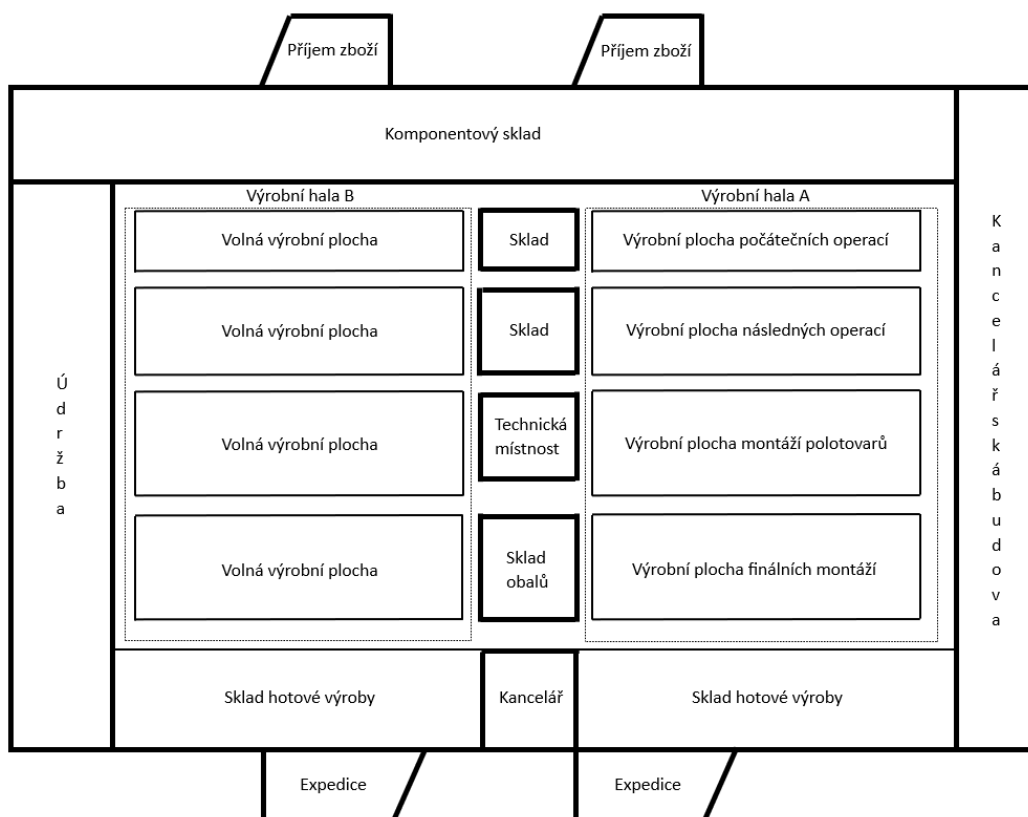 Příjem zboží
Příjem zboží
Komponentový sklad
Výrobní hala B
Výrobní hala A
Volná výrobní plocha
Sklad
Výrobní plocha počátečních operací
Volná výrobní plocha
Sklad
Výrobní plocha následných operací
Volná výrobní plocha
Technická
místnost
Výrobní plocha montáží polotovarů
Volná výrobní plocha
Sklad
obalů
Výrobní plocha finálních montáží
Údržba
Kancelářská budova
Sklad hotové výroby
Kancelář
Sklad hotové výroby
Expedice
Expedice